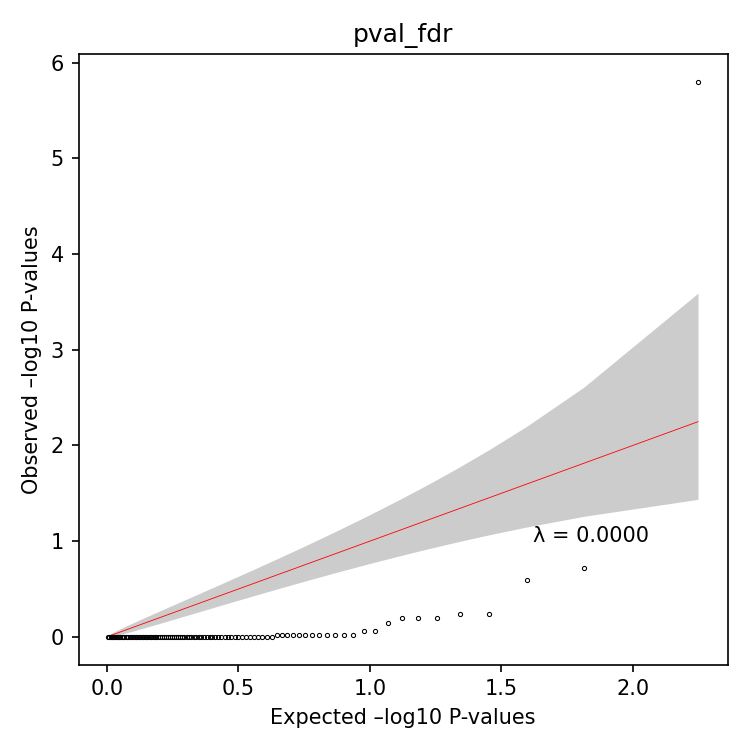 pval_fdr
6
5
4
3
2
1
0
Observed –log10 P-values
λ = 0.0000
0.0 0.5 1.0 1.5 2.0
Expected –log10 P-values